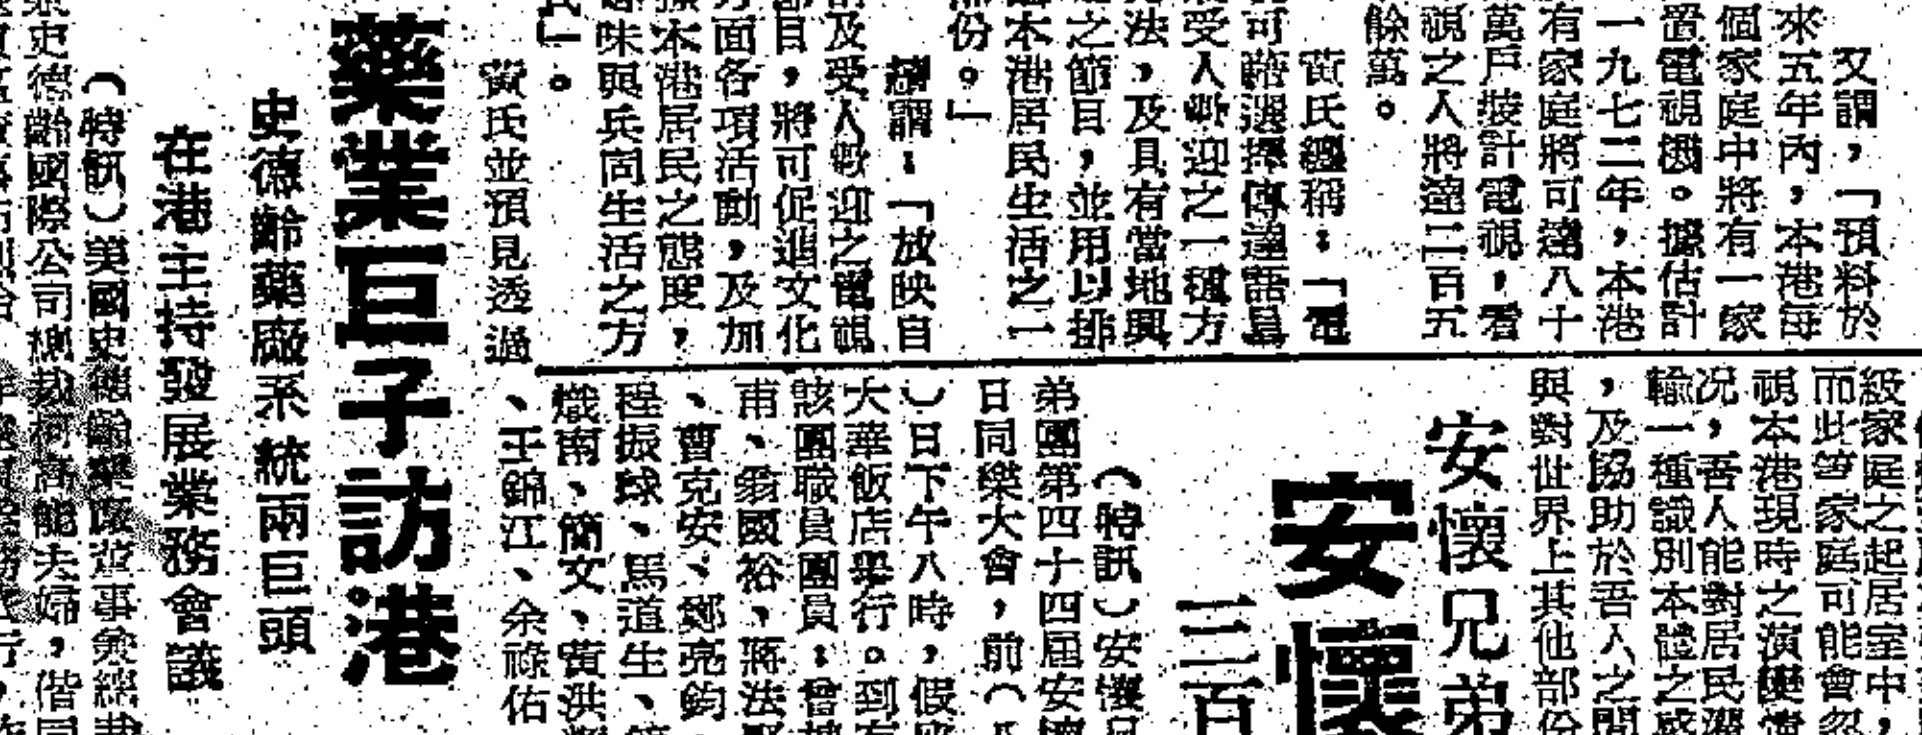 又謂，「預料於
來五年內，本港每
個家庭中將有一家
置電視機。據估計
一九七二年，本港
有家庭將可達八十
萬戶裝計電視，看
視之人將達二百五
餘萬。
黃氏繼稱：「電
可藉選擇傳達語言
受人歡迎之一種方
法，及具有當地興
之節目，並用以排
本港居民生活之一
份。」
續謂：「放映自
及受人歡迎之電視
目，將可促進文化
方面各項活動，及加
本港居民之態度，
味與兵同生活之方
式」。
黃氏並預見透過
藥業巨子訪港
史德齡藥廠系統兩巨頭
在港主持發展業務會議
（特訊）美國史德齡藥廠董事兼總裁
史德齡國際公司總裁柯高能夫婦，偕同
級家庭之起居室中，
而此等家庭可能會忽
視本港現時之演變情
况，吾人能對居民灌
輸一種識別本體之感
，及協助於吾人之間
與對世界上其他部份
安懷兄弟
安懷
三百
（特訊）安懷兄
弟團第四十四屆安懷
日同樂大會，前（
）日下午八時，假座
大華飯店舉行。到有
該團職員團員：曾
甫、翁國裕、蔣法
、曹克安、鄭亮鈞、
程振球、馬道生、
熾南、簡文、黃洪
、王錦江、余祿佑